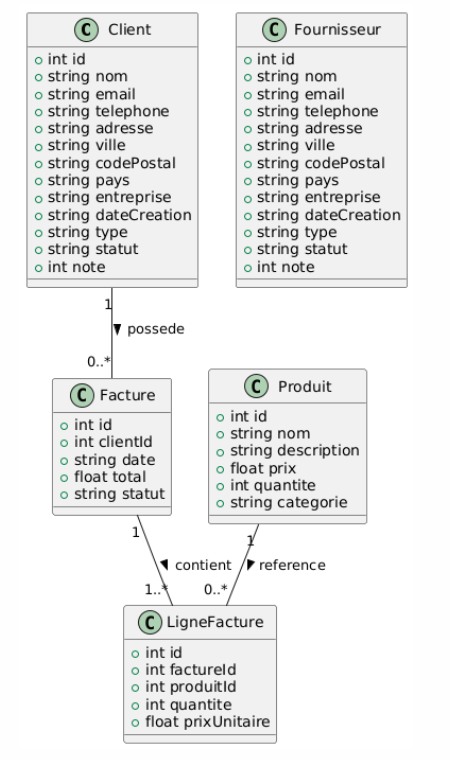 C Client
int id
string nom
string email
string telephone
string adresse
string ville
string codePostal
string pays
string entreprise
string dateCreation
string type
string statut
int note
C Fournisseur
int id
string nom
string email
string telephone
string adresse
string ville
string codePostal
string pays
string entreprise
string dateCreation
string type
string statut
int note
1
possede
0..*
C Facture
int id
int clientId
string date
float total
string statut
C Produit
int id
string nom
string description
float prix
int quantite
string categorie
1
contient
1..*
1
reference
0..*
C LigneFacture
int id
int factureId
int produitId
int quantite
float prixUnitaire